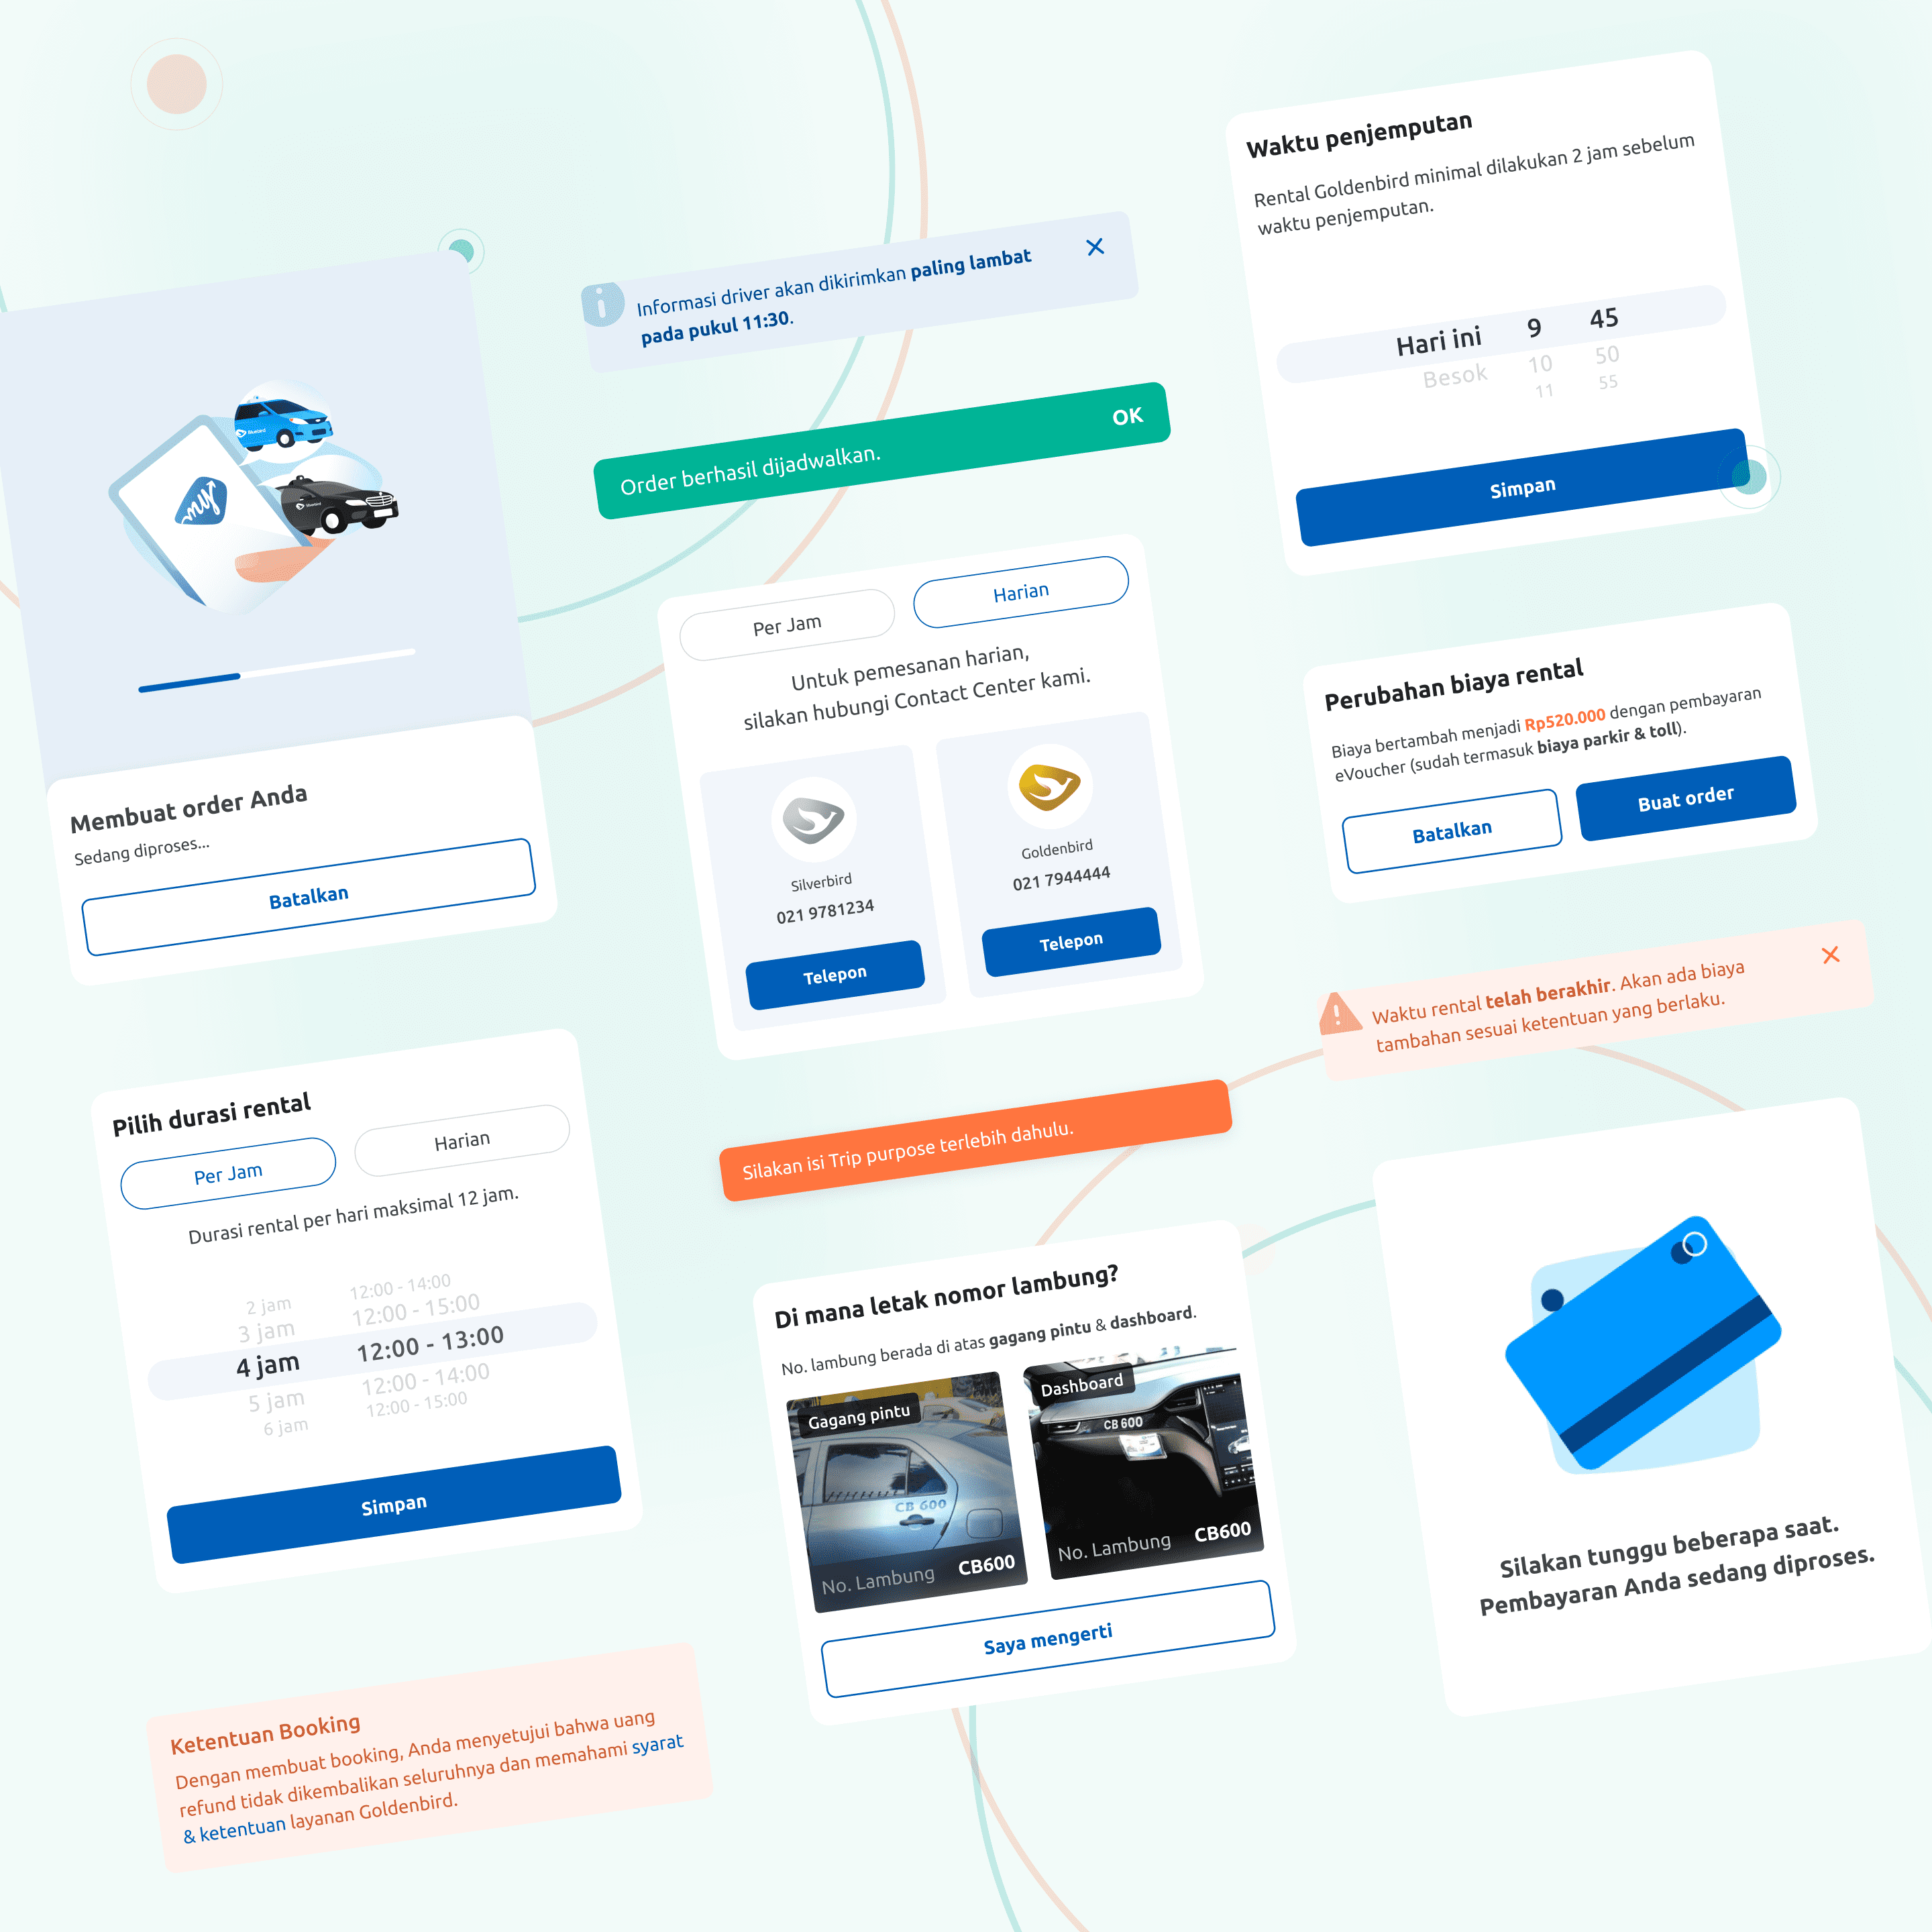 my
Bluebird
Bluebird
Membuat order Anda
Sedang diproses...
Batalkan
Pilih durasi rental
Per Jam
Harian
Durasi rental per hari maksimal 12 jam.
2 jam 12:00 - 14:00
3 jam 12:00 - 15:00
4 jam 12:00 - 13:00
5 jam 12:00 - 14:00
6 jam 12:00 - 15:00
Simpan
Ketentuan Booking
Dengan membuat booking, Anda menyetujui bahwa uang
refund tidak dikembalikan seluruhnya dan memahami syarat
& ketentuan layanan Goldenbird.
Informasi driver akan dikirimkan paling lambat
pada pukul 11:30.
Order berhasil dijadwalkan.
OK
Per Jam
Harian
Untuk pemesanan harian,
silakan hubungi Contact Center kami.
Silverbird
021 9781234
Telepon
Goldenbird
021 7944444
Telepon
Silakan isi Trip purpose terlebih dahulu.
Di mana letak nomor lambung?
No. lambung berada di atas gagang pintu & dashboard.
Gagang pintu
CB 600
No. Lambung CB600
Dashboard
CB 600
No. Lambung CB600
Saya mengerti
Waktu penjemputan
Rental Goldenbird minimal dilakukan 2 jam sebelum
waktu penjemputan.
Hari ini 9 45
Besok 10 50
11 55
Simpan
Perubahan biaya rental
Biaya bertambah menjadi Rp520.000 dengan pembayaran
eVoucher (sudah termasuk biaya parkir & toll).
Batalkan
Buat order
Waktu rental telah berakhir. Akan ada biaya
tambahan sesuai ketentuan yang berlaku.
Silakan tunggu beberapa saat.
Pembayaran Anda sedang diproses.